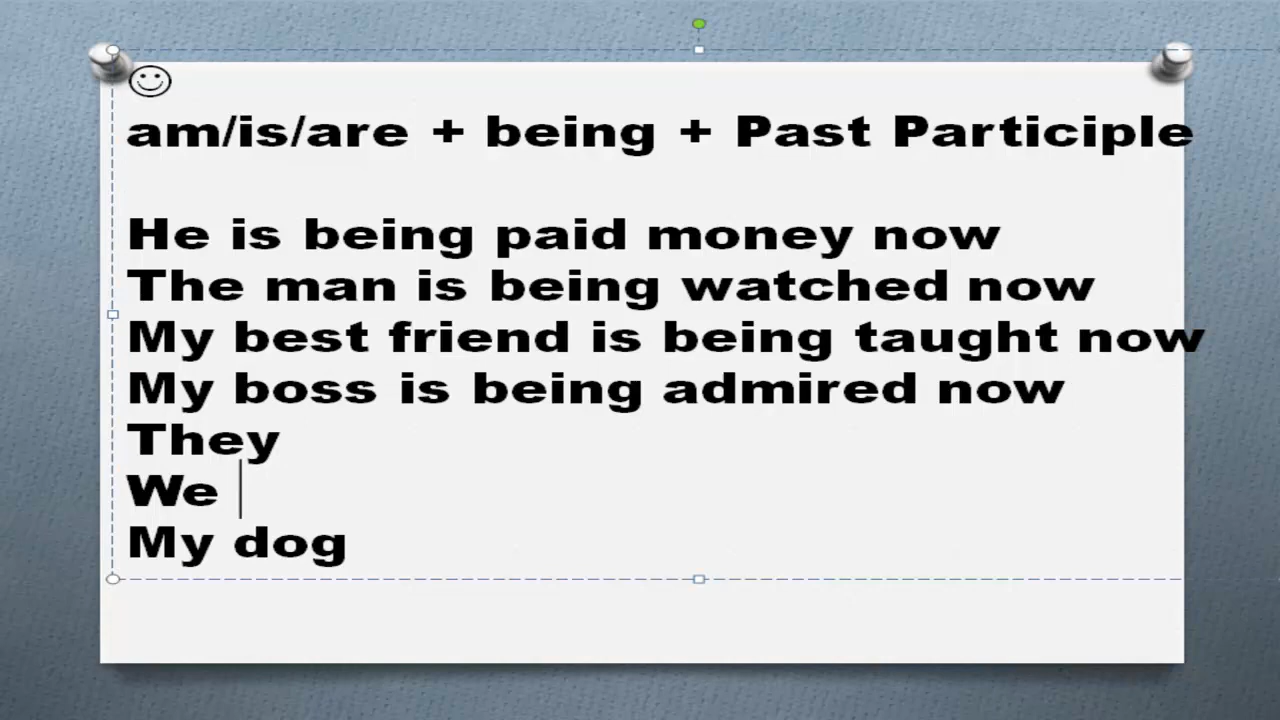 am/is/are + being + Past Participle
He is being paid money now
The man is being watched now
My best friend is being taught now
My boss is being admired now
They
We
My dog